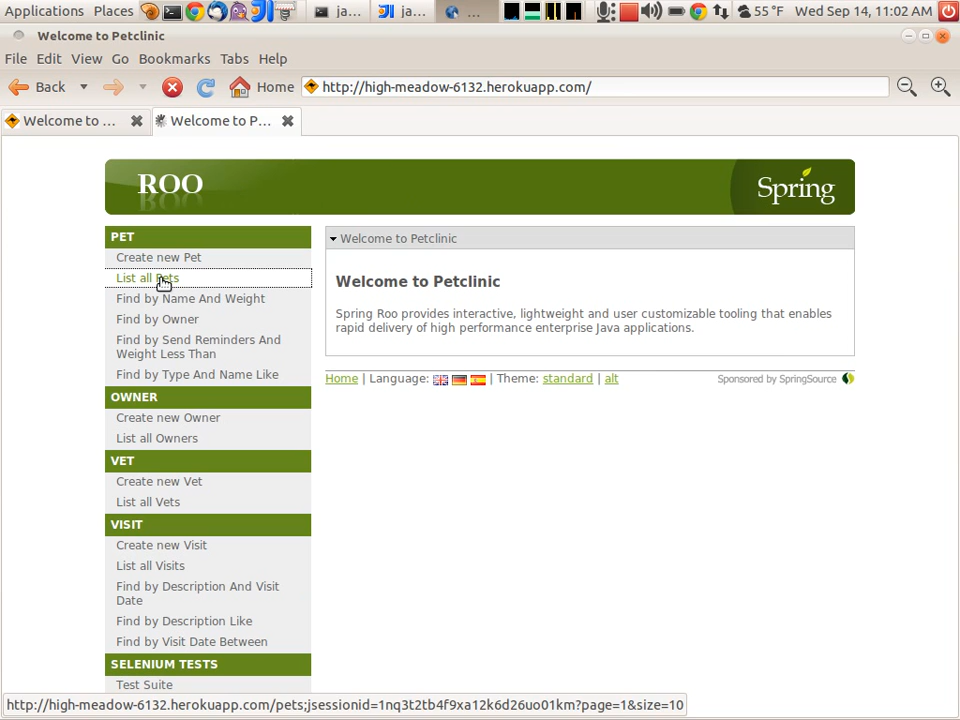 Applications Places ja... ja... ... 55 °F Wed Sep 14, 11:02 AM
Welcome to Petclinic
File Edit View Go Bookmarks Tabs Help
Back Home http://high-meadow-6132.herokuapp.com/
Welcome to ... Welcome to P...
ROO Spring
PET
Create new Pet
List all Pets
Find by Name And Weight
Find by Owner
Find by Send Reminders And
Weight Less Than
Find by Type And Name Like
OWNER
Create new Owner
List all Owners
VET
Create new Vet
List all Vets
VISIT
Create new Visit
List all Visits
Find by Description And Visit
Date
Find by Description Like
Find by Visit Date Between
SELENIUM TESTS
Test Suite
Welcome to Petclinic
Welcome to Petclinic
Spring Roo provides interactive, lightweight and user customizable tooling that enables
rapid delivery of high performance enterprise Java applications.
Home | Language: | Theme: standard | alt Sponsored by SpringSource
http://high-meadow-6132.herokuapp.com/pets;jsessionid=1nq3t2tb4f9xa12k6d26uo01km?page=1&size=10